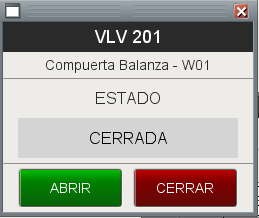 VLV 201
Compuerta Balanza - W01
ESTADO
CERRADA
ABRIR
CERRAR